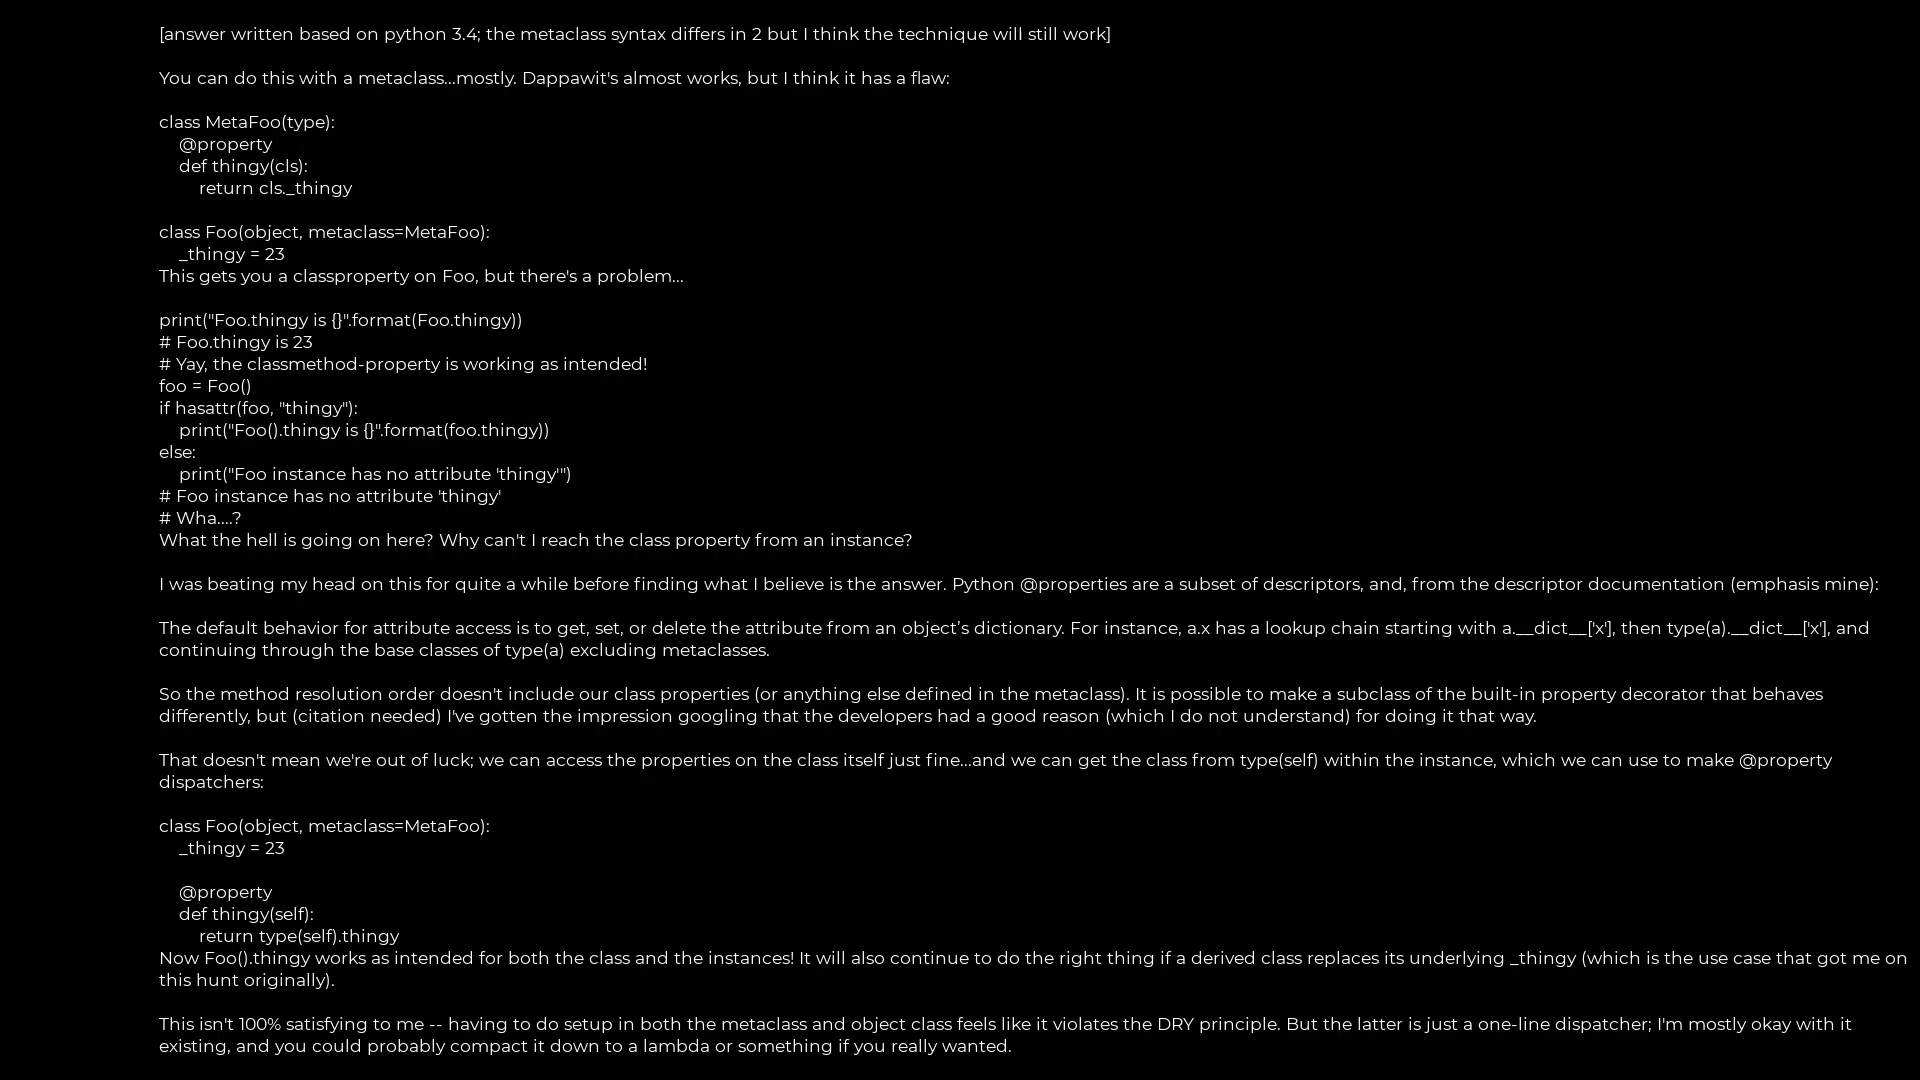 [answer written based on python 3.4; the metaclass syntax differs in 2 but I think the technique will still work]

You can do this with a metaclass...mostly. Dappawit's almost works, but I think it has a flaw:

class MetaFoo(type):
    @property
    def thingy(cls):
        return cls._thingy

class Foo(object, metaclass=MetaFoo):
    _thingy = 23
This gets you a classproperty on Foo, but there's a problem...

print("Foo.thingy is {}".format(Foo.thingy))
# Foo.thingy is 23
# Yay, the classmethod-property is working as intended!
foo = Foo()
if hasattr(foo, "thingy"):
    print("Foo().thingy is {}".format(foo.thingy))
else:
    print("Foo instance has no attribute 'thingy'")
# Foo instance has no attribute 'thingy'
# Wha....?
What the hell is going on here? Why can't I reach the class property from an instance?

I was beating my head on this for quite a while before finding what I believe is the answer. Python @properties are a subset of descriptors, and, from the descriptor documentation (emphasis mine):

The default behavior for attribute access is to get, set, or delete the attribute from an object’s dictionary. For instance, a.x has a lookup chain starting with a.__dict__['x'], then type(a).__dict__['x'], and
continuing through the base classes of type(a) excluding metaclasses.

So the method resolution order doesn't include our class properties (or anything else defined in the metaclass). It is possible to make a subclass of the built-in property decorator that behaves
differently, but (citation needed) I've gotten the impression googling that the developers had a good reason (which I do not understand) for doing it that way.

That doesn't mean we're out of luck; we can access the properties on the class itself just fine...and we can get the class from type(self) within the instance, which we can use to make @property
dispatchers:

class Foo(object, metaclass=MetaFoo):
    _thingy = 23

    @property
    def thingy(self):
        return type(self).thingy
Now Foo().thingy works as intended for both the class and the instances! It will also continue to do the right thing if a derived class replaces its underlying _thingy (which is the use case that got me on
this hunt originally).

This isn't 100% satisfying to me -- having to do setup in both the metaclass and object class feels like it violates the DRY principle. But the latter is just a one-line dispatcher; I'm mostly okay with it
existing, and you could probably compact it down to a lambda or something if you really wanted.